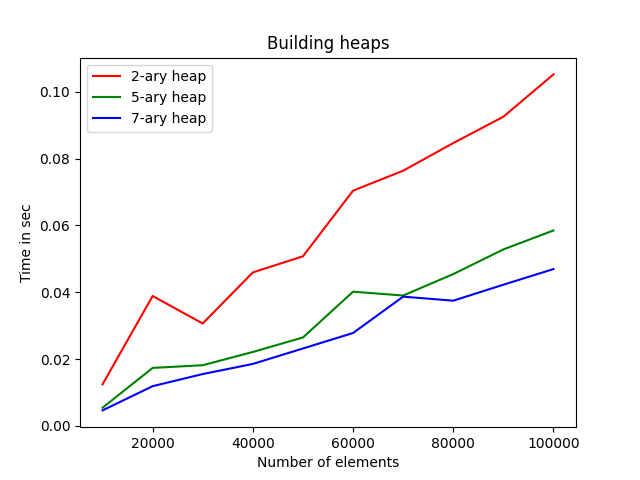 Building heaps
2-ary heap
5-ary heap
7-ary heap
0.10
0.08
0.06
0.04
0.02
0.00
Time in sec
20000 40000 60000 80000 100000
Number of elements